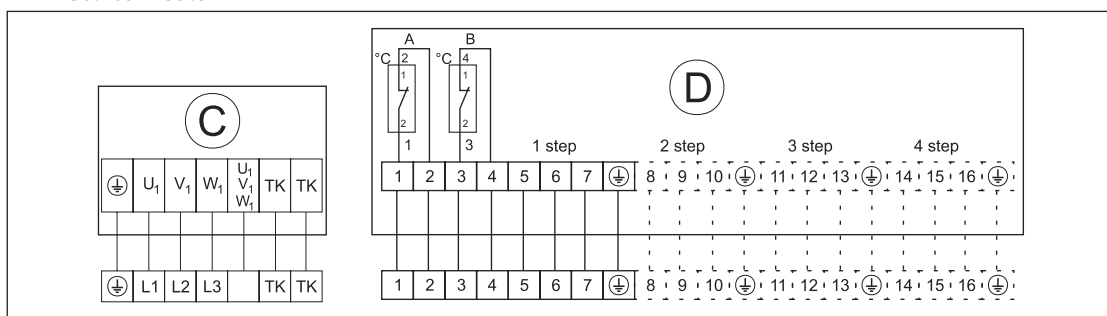 A B
°C 2 °C 4
1 1
2 2
1 3
C
D
1 step 2 step 3 step 4 step
U₁ V₁ W₁ U₁ V₁ W₁ TK TK
1 2 3 4 5 6 7 8 9 10 11 12 13 14 15 16
L1 L2 L3 TK TK
1 2 3 4 5 6 7 8 9 10 11 12 13 14 15 16